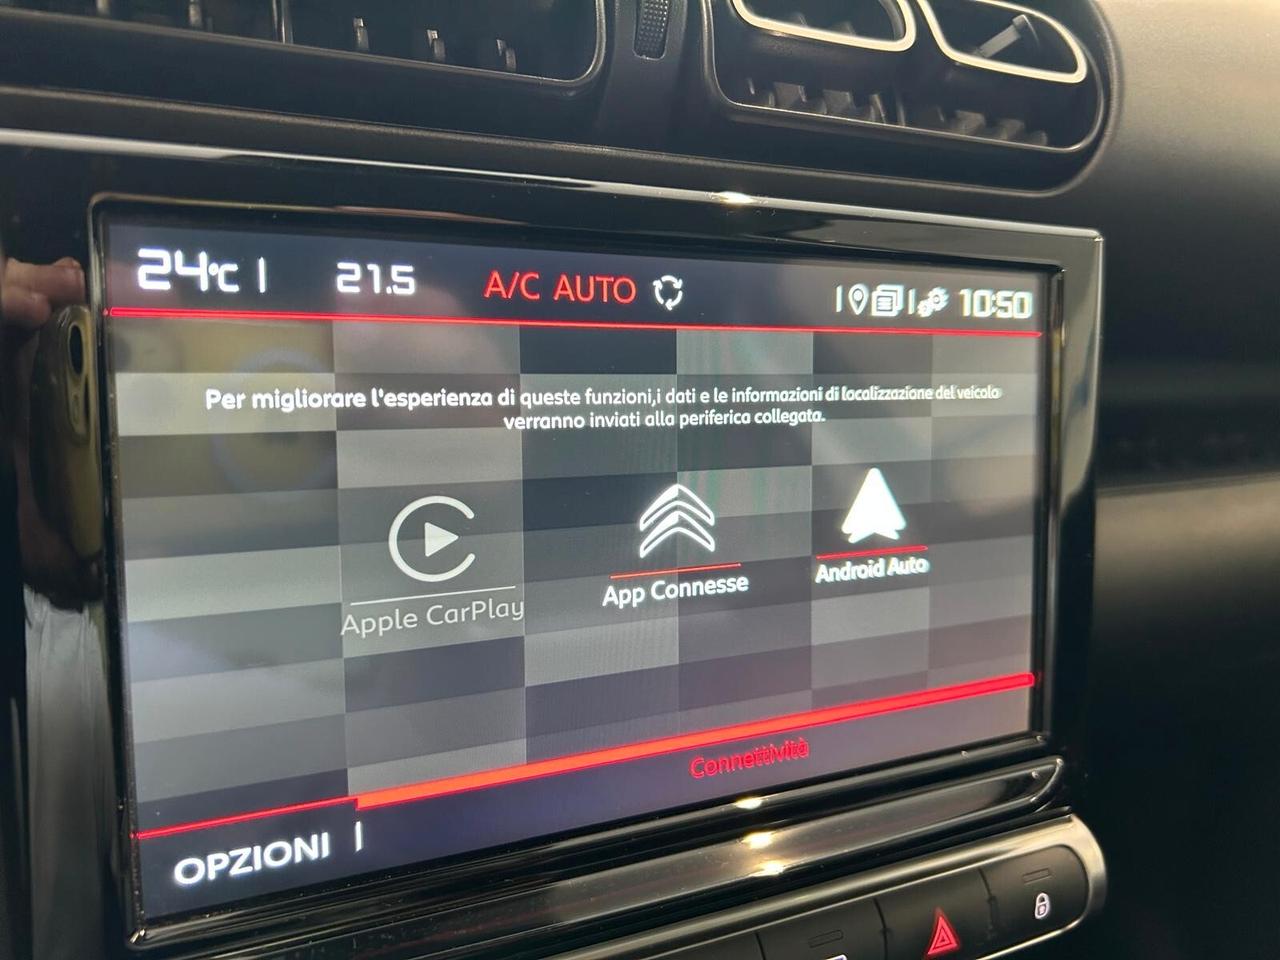 24°C 21.5 A/C AUTO 10:50
Per migliorare l'esperienza di queste funzioni,i dati e le informazioni di localizzazione del veicolo
verranno inviati alla periferica collegata.
Apple CarPlay
App Connesse
Android Auto
Connettività
OPZIONI